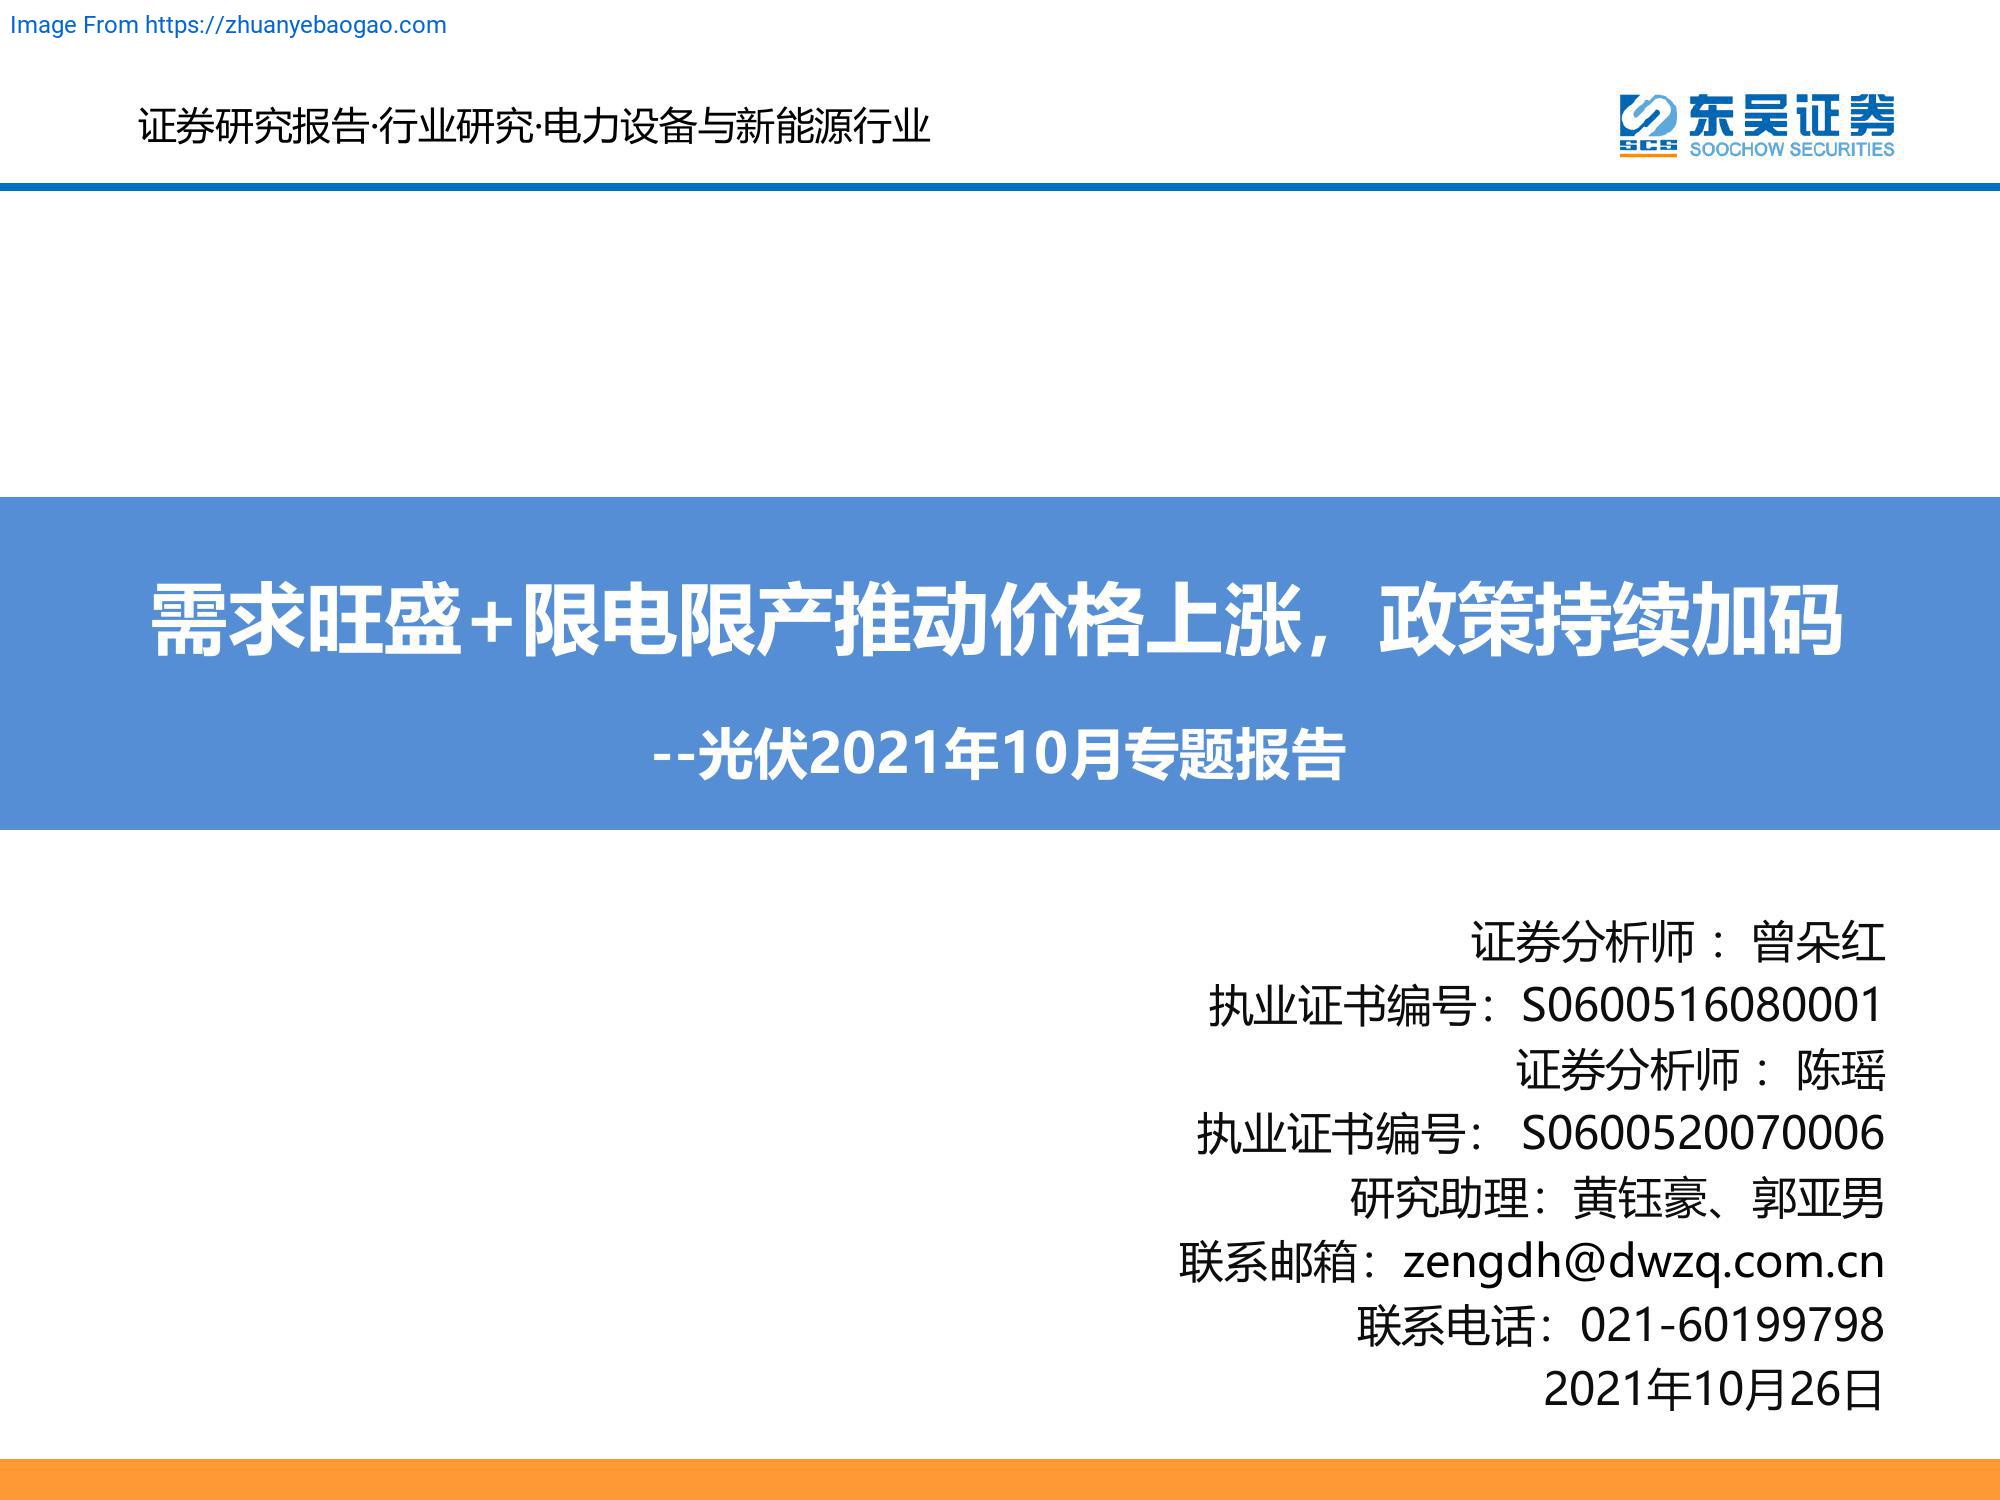 Image From https://zhuanyebaogao.com
证券研究报告·行业研究·电力设备与新能源行业
东吴证券
SCS
SOOCHOW SECURITIES
需求旺盛+限电限产推动价格上涨，政策持续加码
--光伏2021年10月专题报告
证券分析师 ： 曾朵红
执业证书编号：S0600516080001
证券分析师 ： 陈瑶
执业证书编号： S0600520070006
研究助理：黄钰豪、郭亚男
联系邮箱：zengdh@dwzq.com.cn
联系电话：021-60199798
2021年10月26日